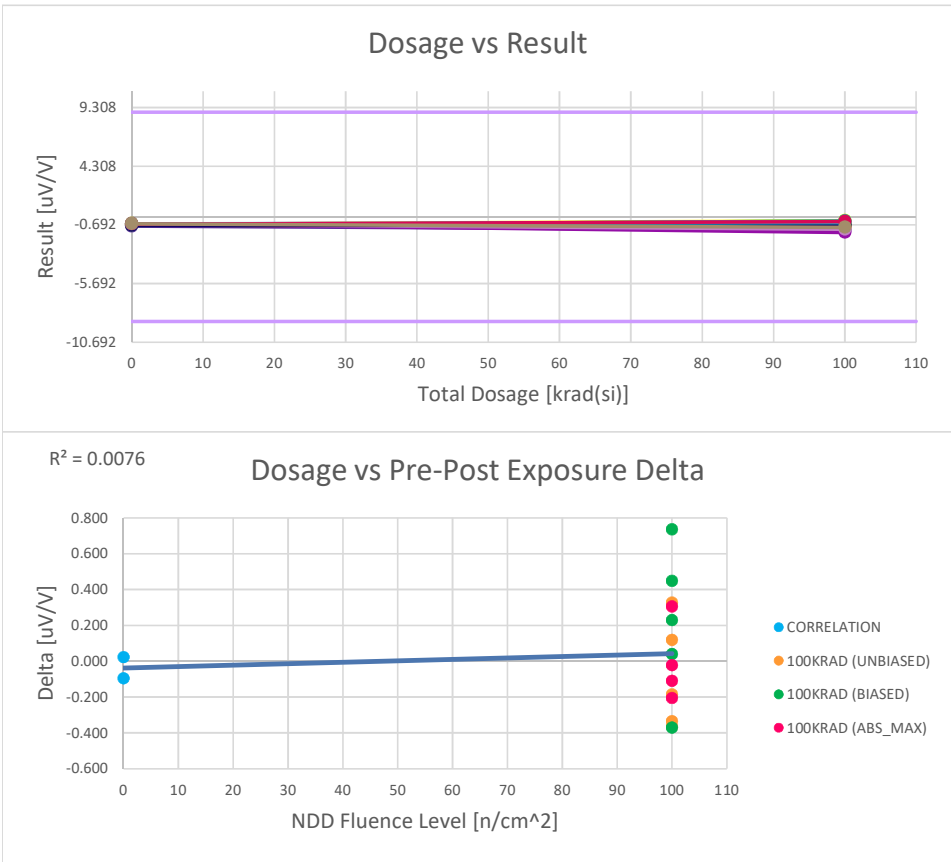 Dosage vs Result
Result [uV/V]
9.308
4.308
-0.692
-5.692
-10.692
0 10 20 30 40 50 60 70 80 90 100 110
Total Dosage [krad(si)]
R² = 0.0076
Dosage vs Pre-Post Exposure Delta
Delta [uV/V]
0.800
0.600
0.400
0.200
0.000
-0.200
-0.400
-0.600
0 10 20 30 40 50 60 70 80 90 100 110
NDD Fluence Level [n/cm^2]
CORRELATION
100KRAD (UNBIASED)
100KRAD (BIASED)
100KRAD (ABS_MAX)